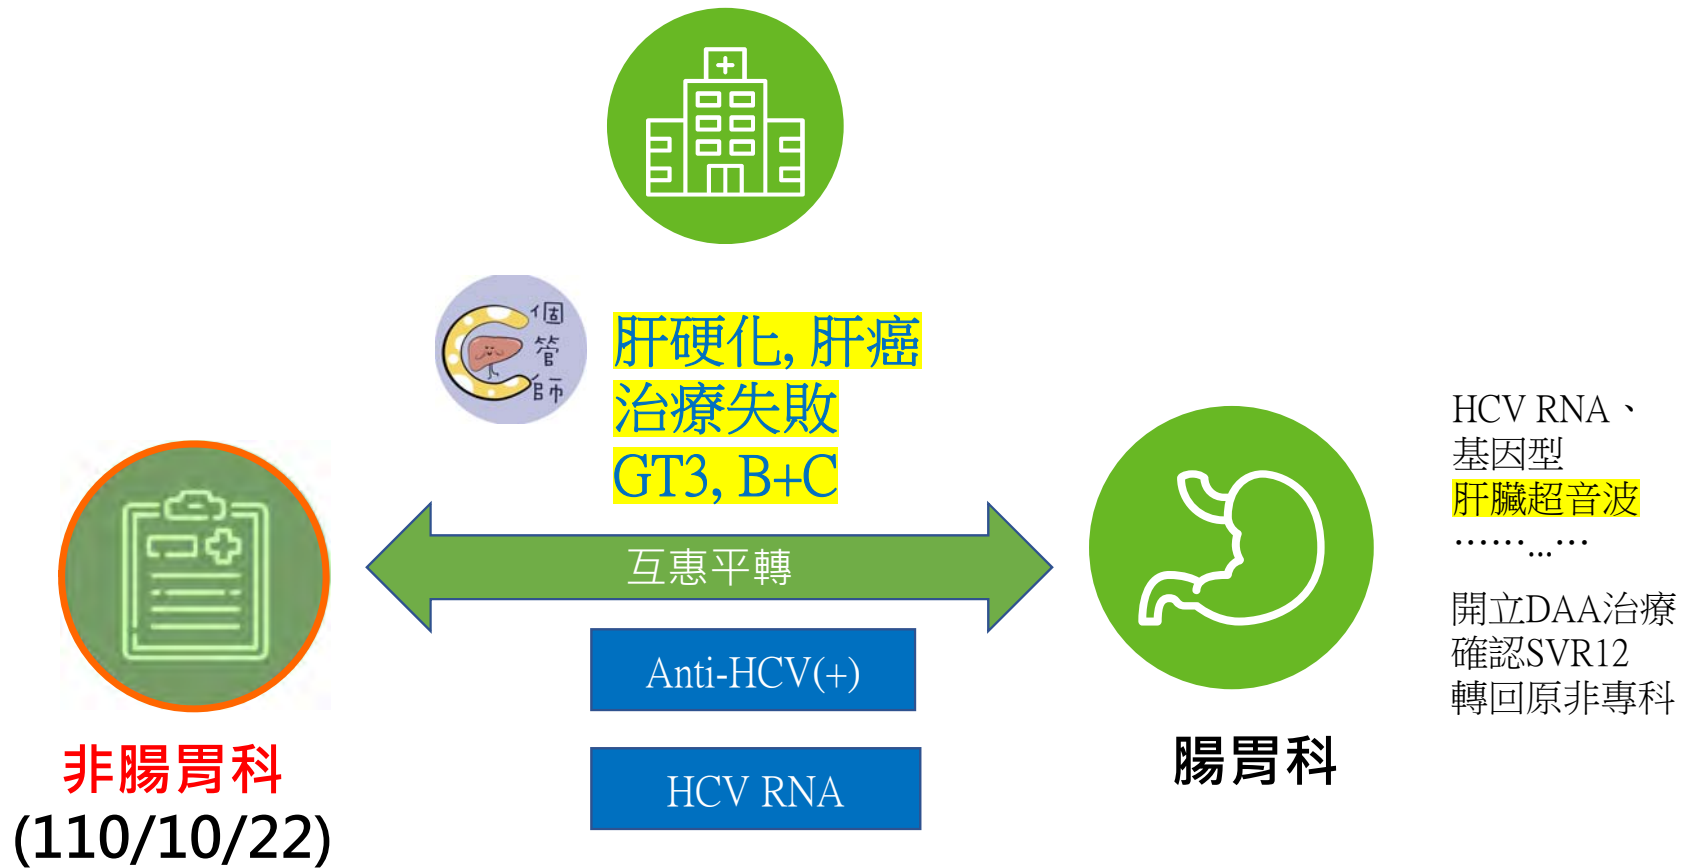 個
管
師
肝硬化, 肝癌
治療失敗
GT3, B+C
互惠平轉
Anti-HCV(+)
HCV RNA
非腸胃科
(110/10/22)
腸胃科
HCV RNA、
基因型
肝臟超音波
……...…
開立DAA治療
確認SVR12
轉回原非專科